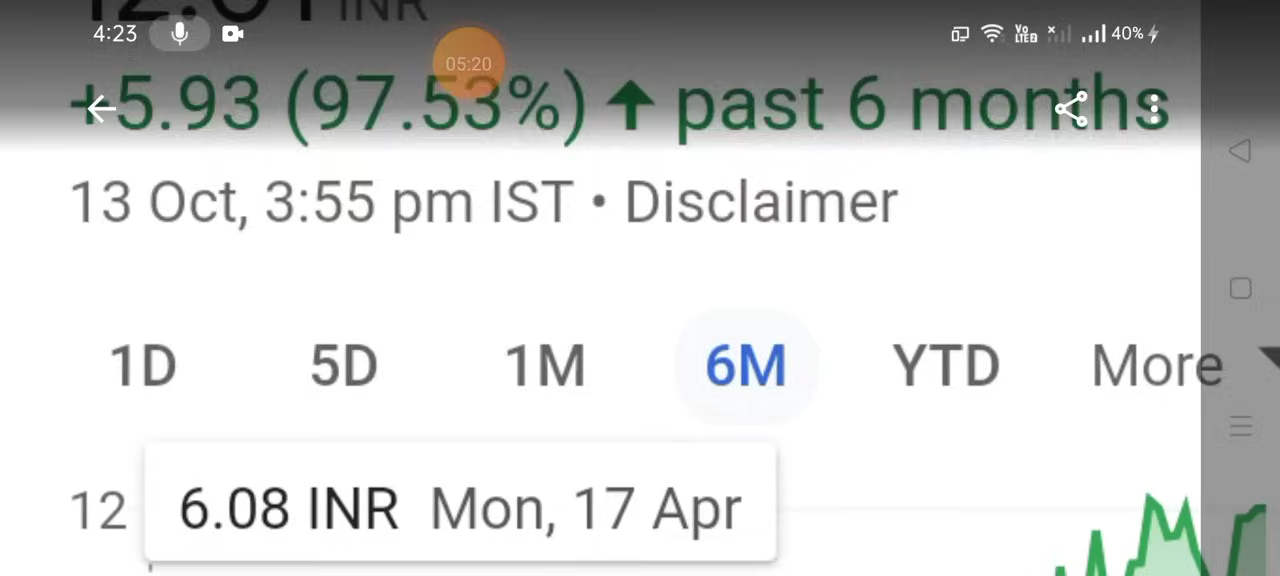 INR
4:23 05:20 40%
+5.93 (97.53%) ↑ past 6 months
13 Oct, 3:55 pm IST • Disclaimer
1D 5D 1M 6M YTD More
12 6.08 INR Mon, 17 Apr